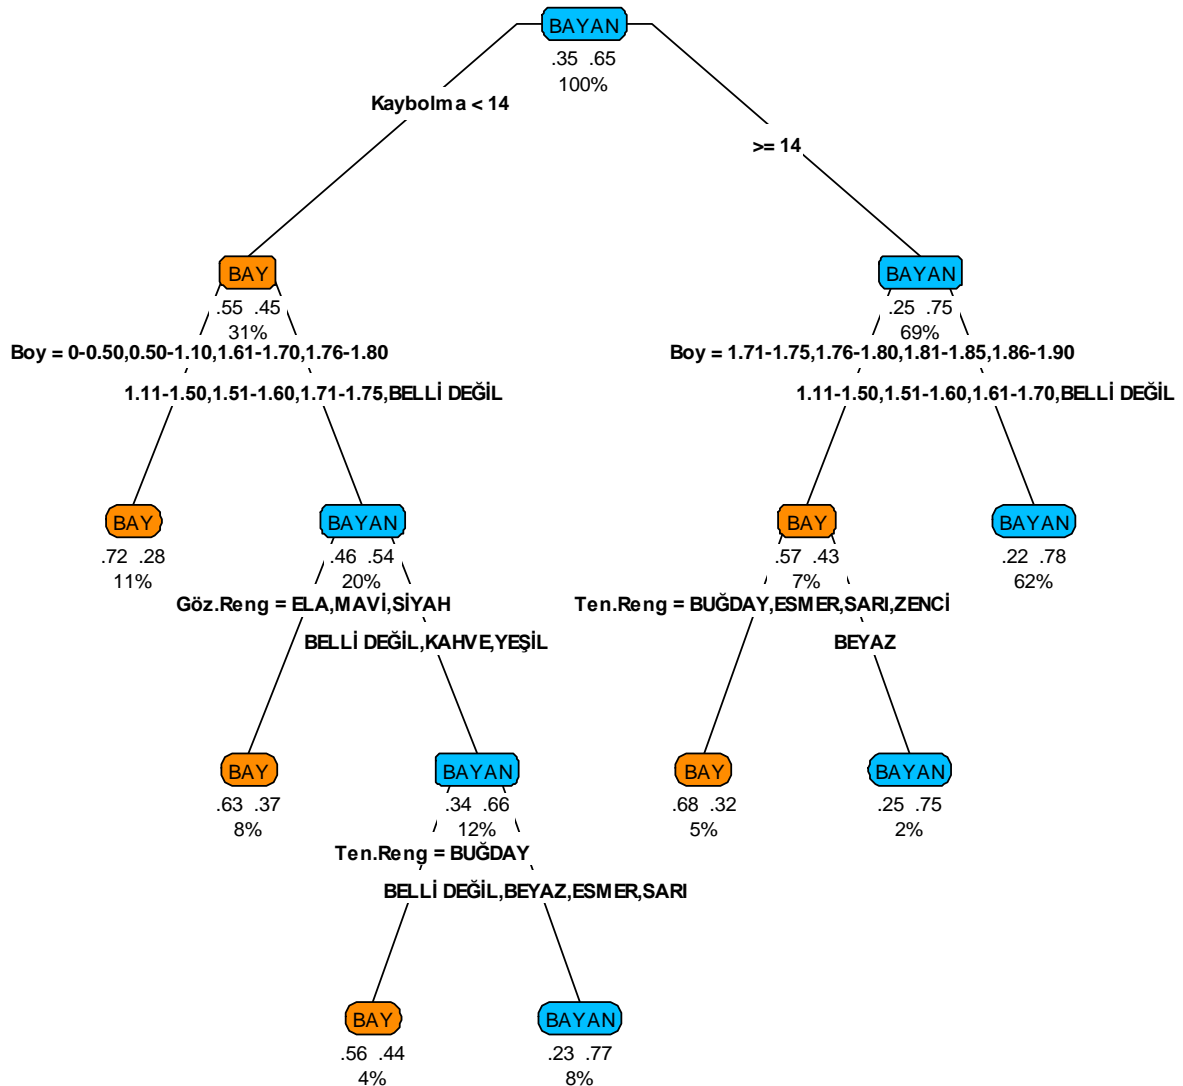 BAYAN
.35 .65
100%
Kaybolma < 14
>= 14
BAY
.55 .45
31%
BAYAN
.25 .75
69%
Boy = 0-0.50,0.50-1.10,1.61-1.70,1.76-1.80
Boy = 1.71-1.75,1.76-1.80,1.81-1.85,1.86-1.90
1.11-1.50,1.51-1.60,1.71-1.75,BELLİ DEĞİL
1.11-1.50,1.51-1.60,1.61-1.70,BELLİ DEĞİL
BAY
.72 .28
11%
BAYAN
.46 .54
20%
BAY
.57 .43
7%
BAYAN
.22 .78
62%
Göz.Reng = ELA,MAVİ,SİYAH
Ten.Reng = BUĞDAY,ESMER,SARI,ZENCİ
BELLİ DEĞİL,KAHVE,YEŞİL
BEYAZ
BAY
.63 .37
8%
BAYAN
.34 .66
12%
BAY
.68 .32
5%
BAYAN
.25 .75
2%
Ten.Reng = BUĞDAY
BELLİ DEĞİL,BEYAZ,ESMER,SARI
BAY
.56 .44
4%
BAYAN
.23 .77
8%